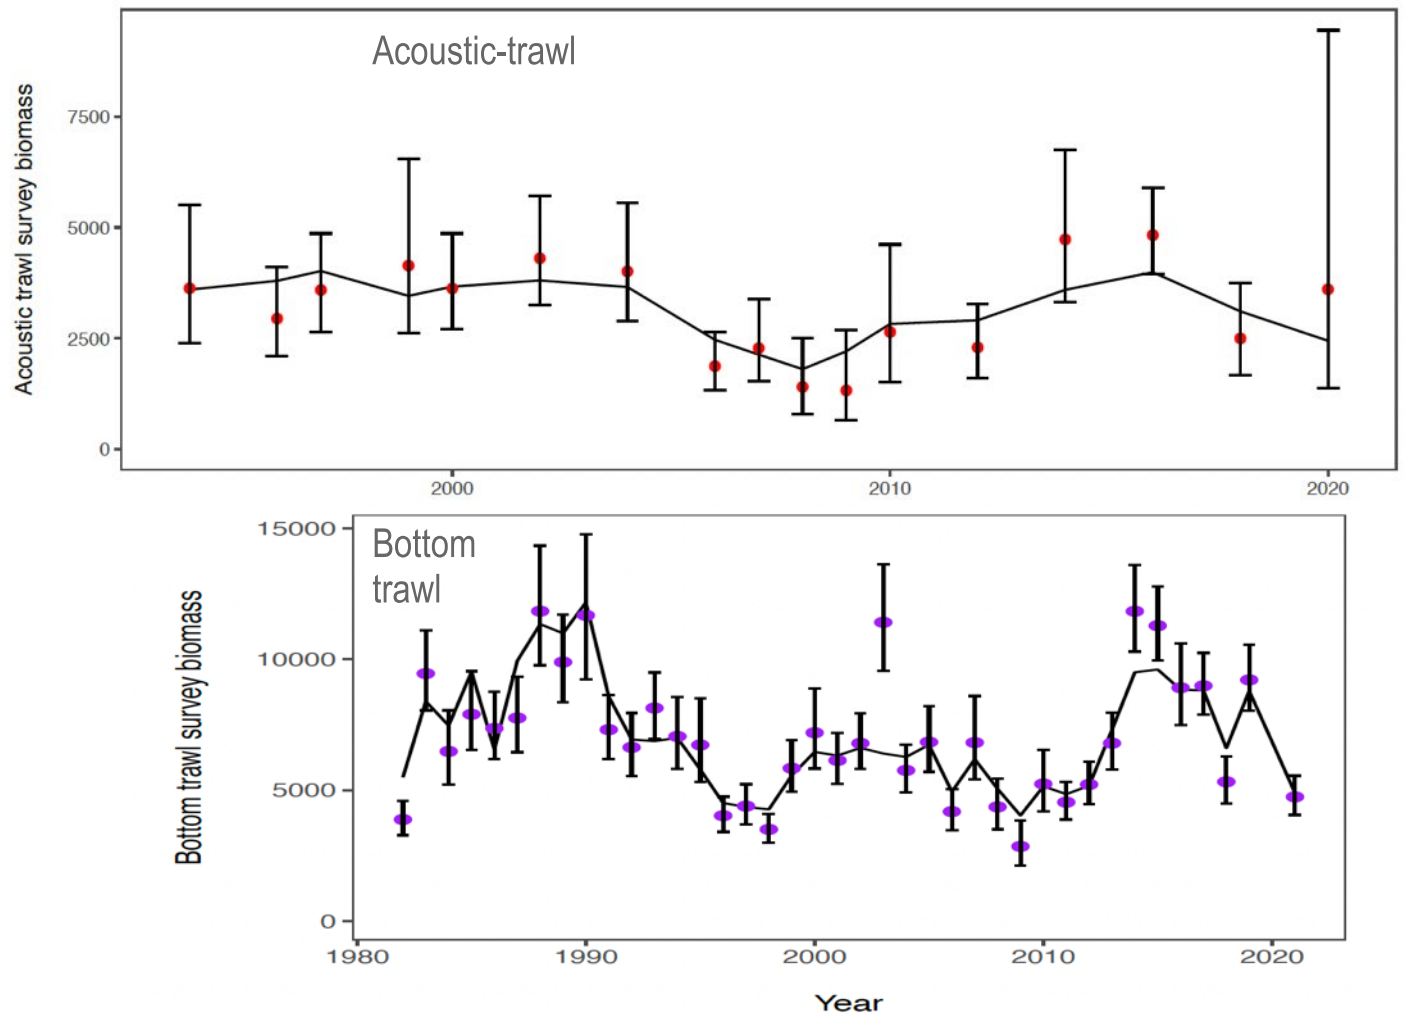 Acoustic-trawl
Acoustic trawl survey biomass
7500
5000
2500
0
2000
2010
2020
Bottom
trawl
Bottom trawl survey biomass
15000
10000
5000
0
1980
1990
2000
2010
2020
Year